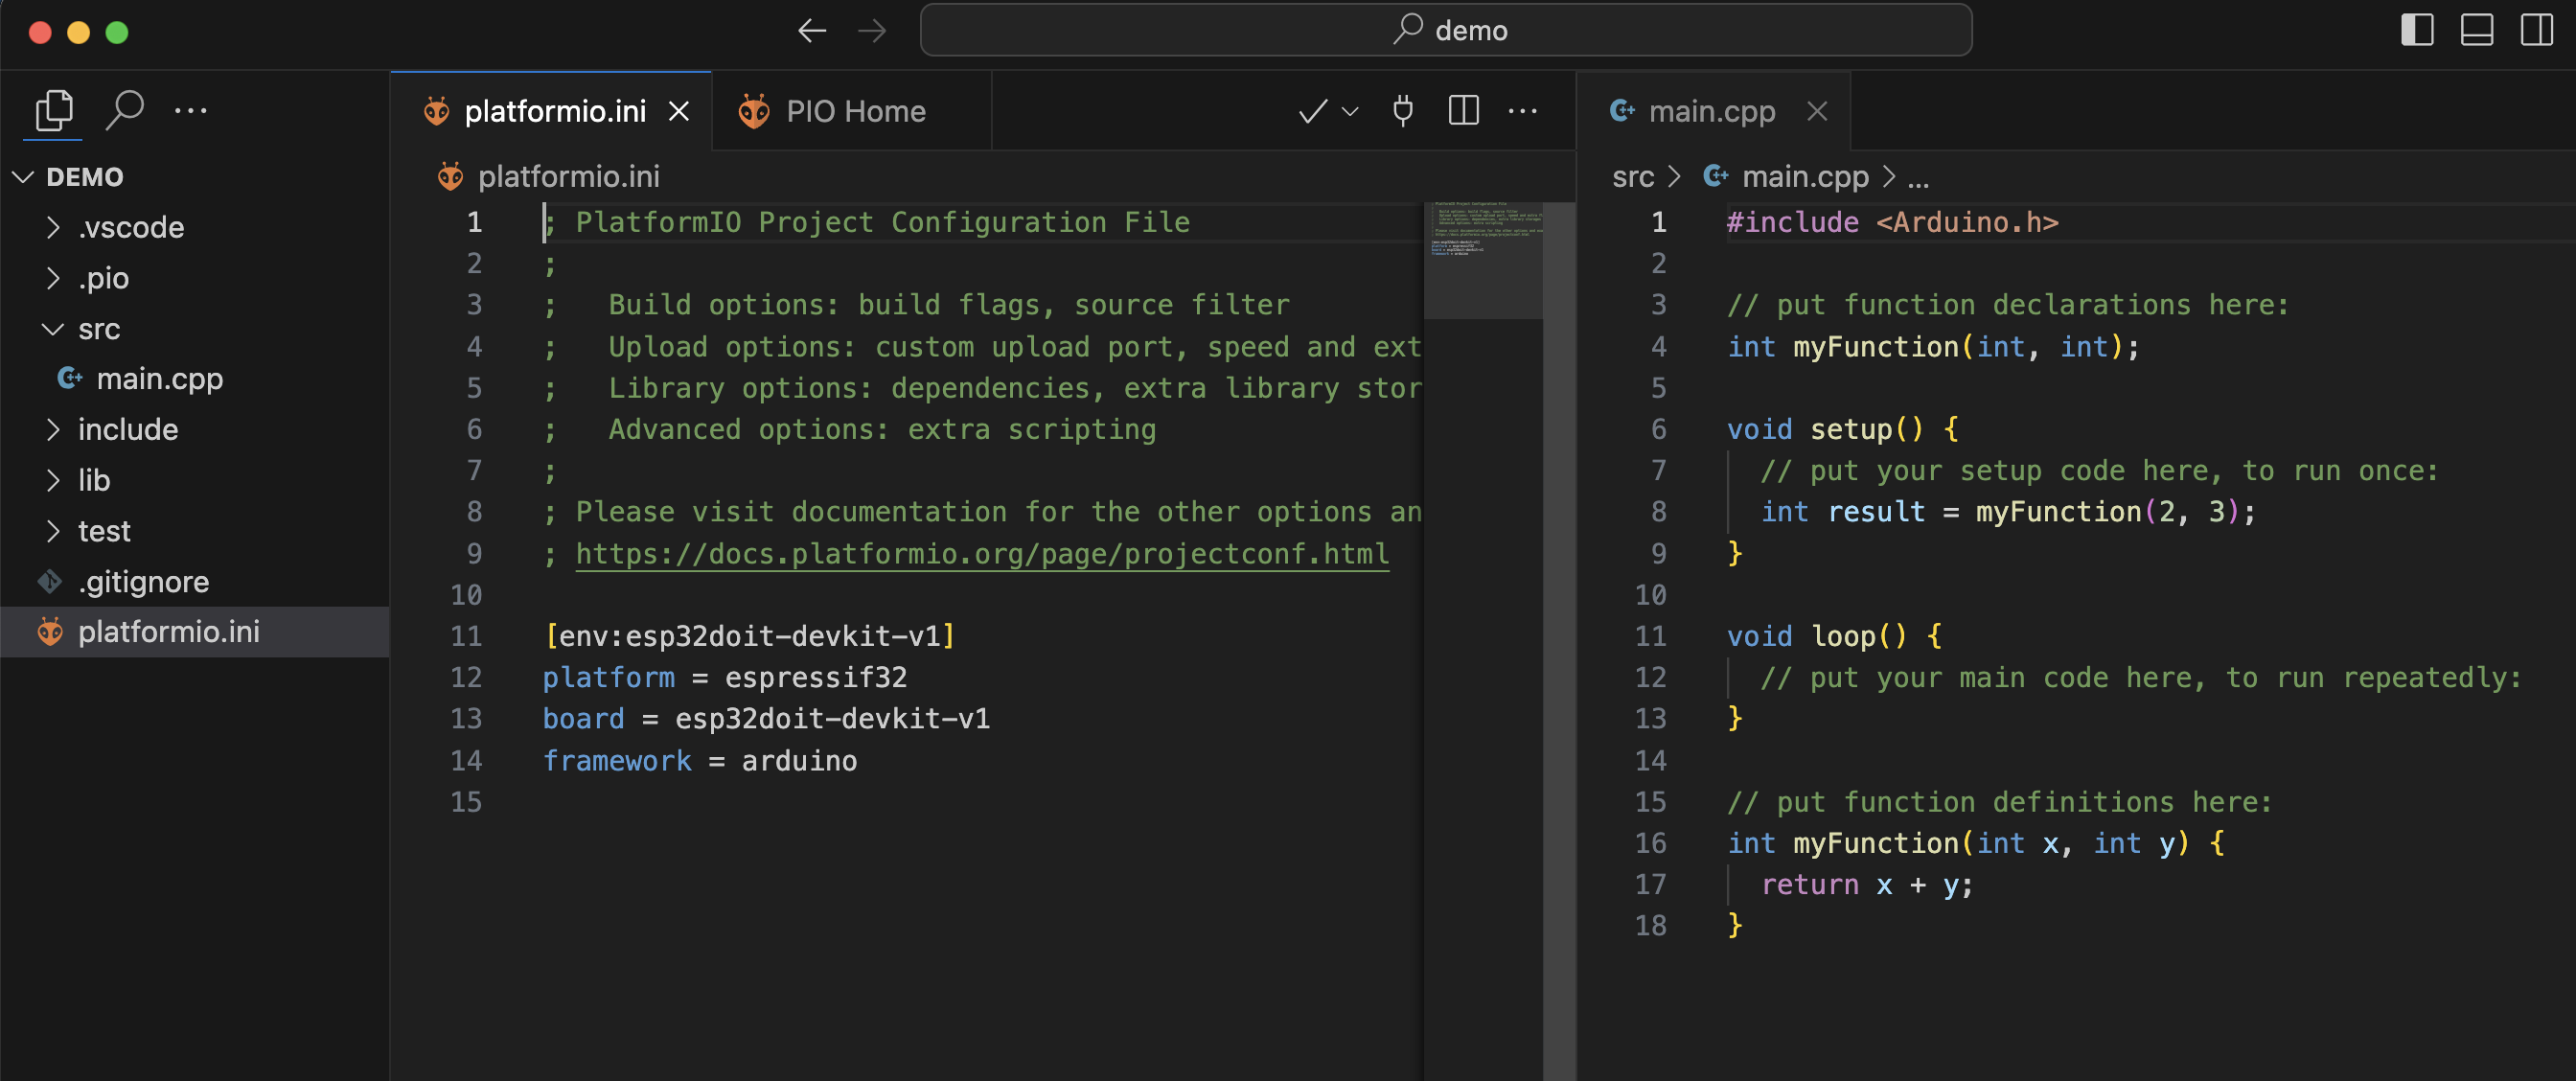 demo
DEMO
.vscode
.pio
src
main.cpp
include
lib
test
.gitignore
platformio.ini
platformio.ini
PIO Home
platformio.ini
1 ; PlatformIO Project Configuration File
2 ;
3 ;   Build options: build flags, source filter
4 ;   Upload options: custom upload port, speed and ext
5 ;   Library options: dependencies, extra library stor
6 ;   Advanced options: extra scripting
7 ;
8 ; Please visit documentation for the other options an
9 ; https://docs.platformio.org/page/projectconf.html
10
11 [env:esp32doit-devkit-v1]
12 platform = espressif32
13 board = esp32doit-devkit-v1
14 framework = arduino
15
main.cpp
src > main.cpp > ...
1 #include <Arduino.h>
2
3 // put function declarations here:
4 int myFunction(int, int);
5
6 void setup() {
7   // put your setup code here, to run once:
8   int result = myFunction(2, 3);
9 }
10
11 void loop() {
12   // put your main code here, to run repeatedly:
13 }
14
15 // put function definitions here:
16 int myFunction(int x, int y) {
17   return x + y;
18 }